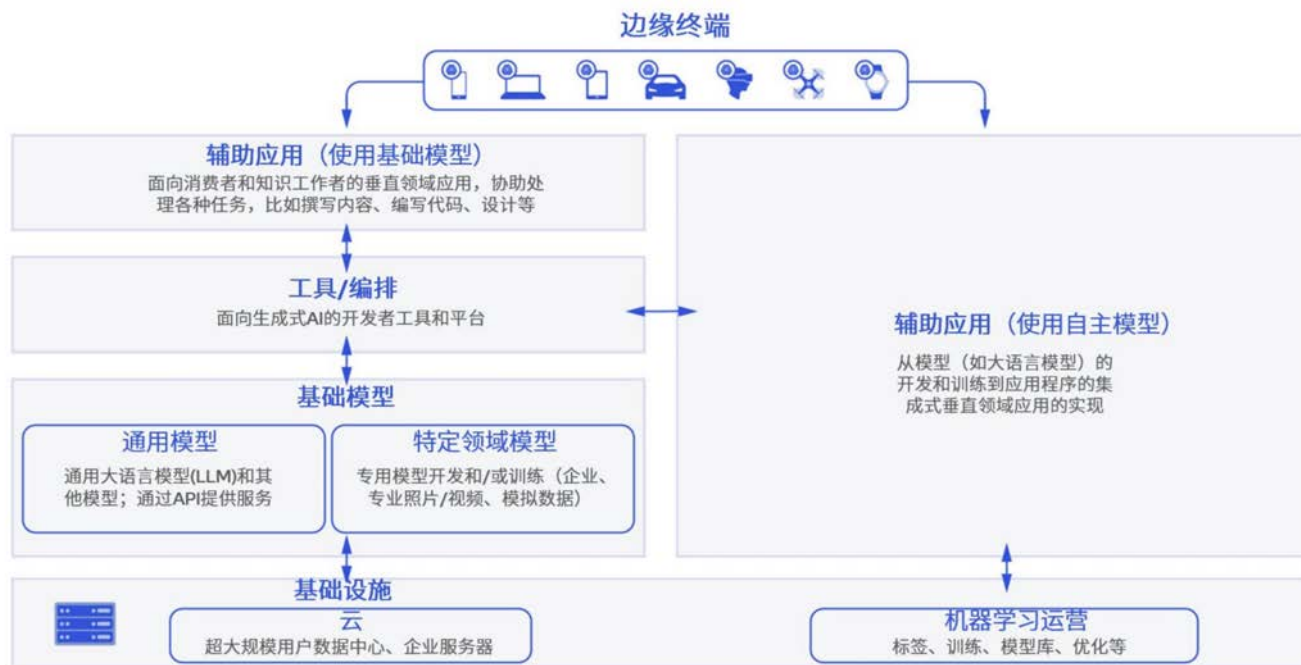 边缘终端
辅助应用（使用基础模型）
面向消费者和知识工作者的垂直领域应用，协助处
理各种任务，比如撰写内容、编写代码、设计等
工具/编排
面向生成式AI的开发者工具和平台
基础模型
通用模型
通用大语言模型(LLM)和其
他模型；通过API提供服务
特定领域模型
专用模型开发和/或训练（企业、
专业照片/视频、模拟数据）
辅助应用（使用自主模型）
从模型（如大语言模型）的
开发和训练到应用程序的集
成式垂直领域应用的实现
基础设施
云
超大规模用户数据中心、企业服务器
机器学习运营
标签、训练、模型库、优化等